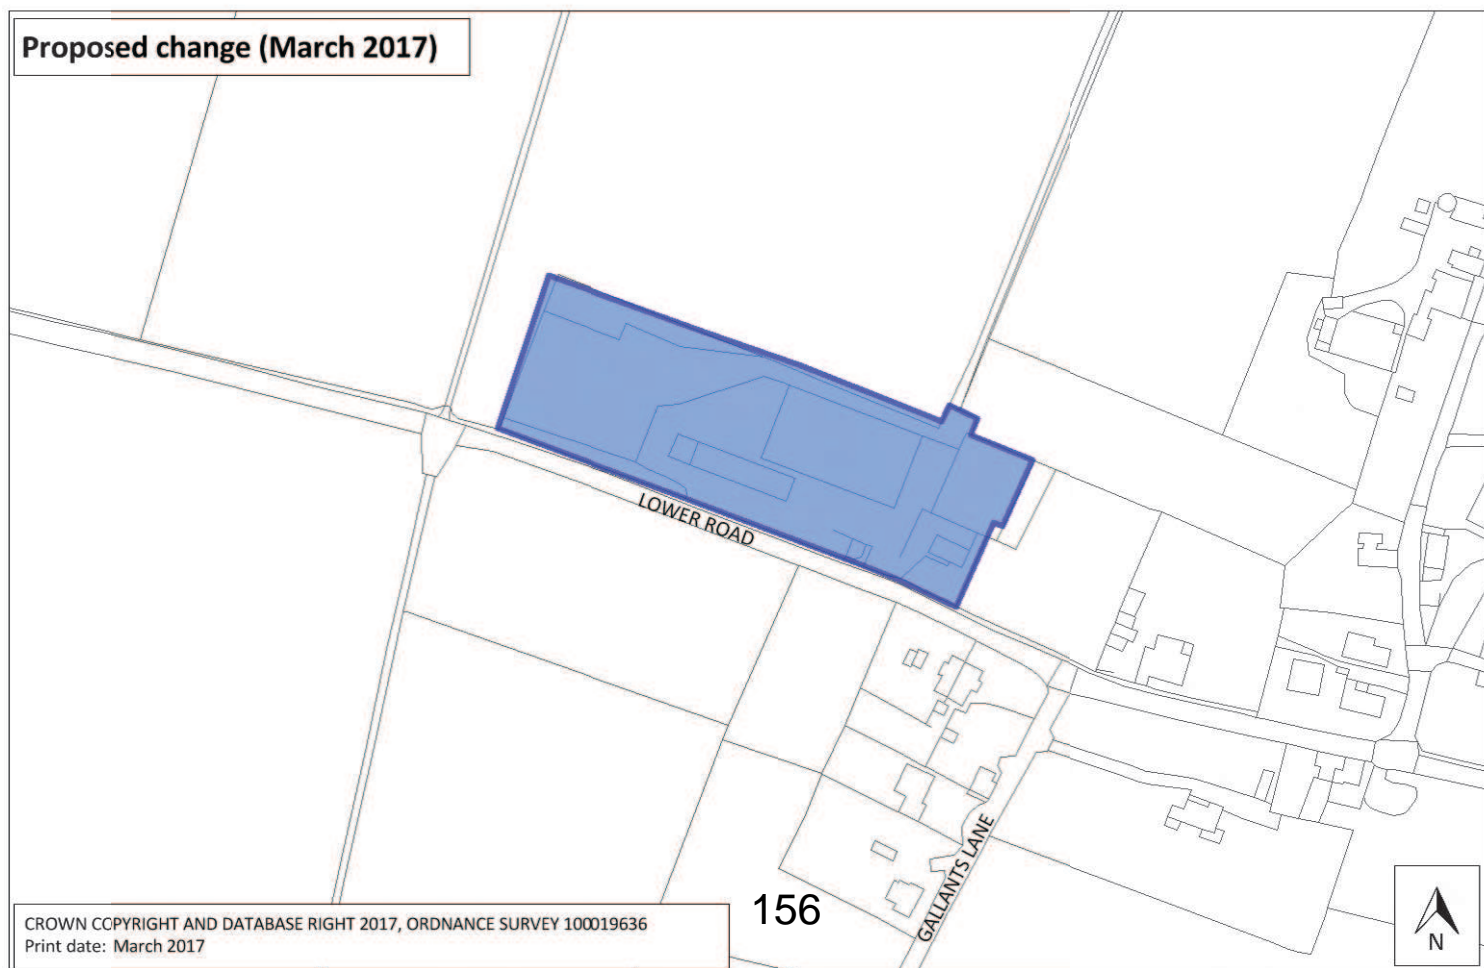 Proposed change (March 2017)
LOWER ROAD
GALLANTS LANE
156
CROWN COPYRIGHT AND DATABASE RIGHT 2017, ORDNANCE SURVEY 100019636
Print date: March 2017
N